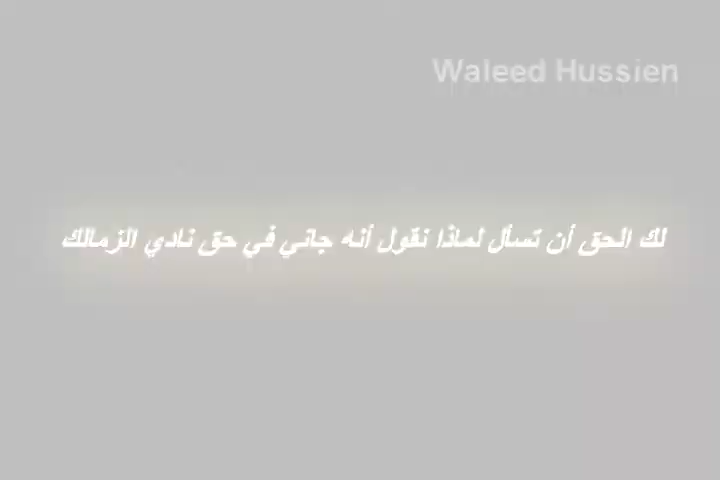 Waleed Hussien
لك الحق أن تسأل لماذا نقول أنه جاني في حق نادي الزمالك